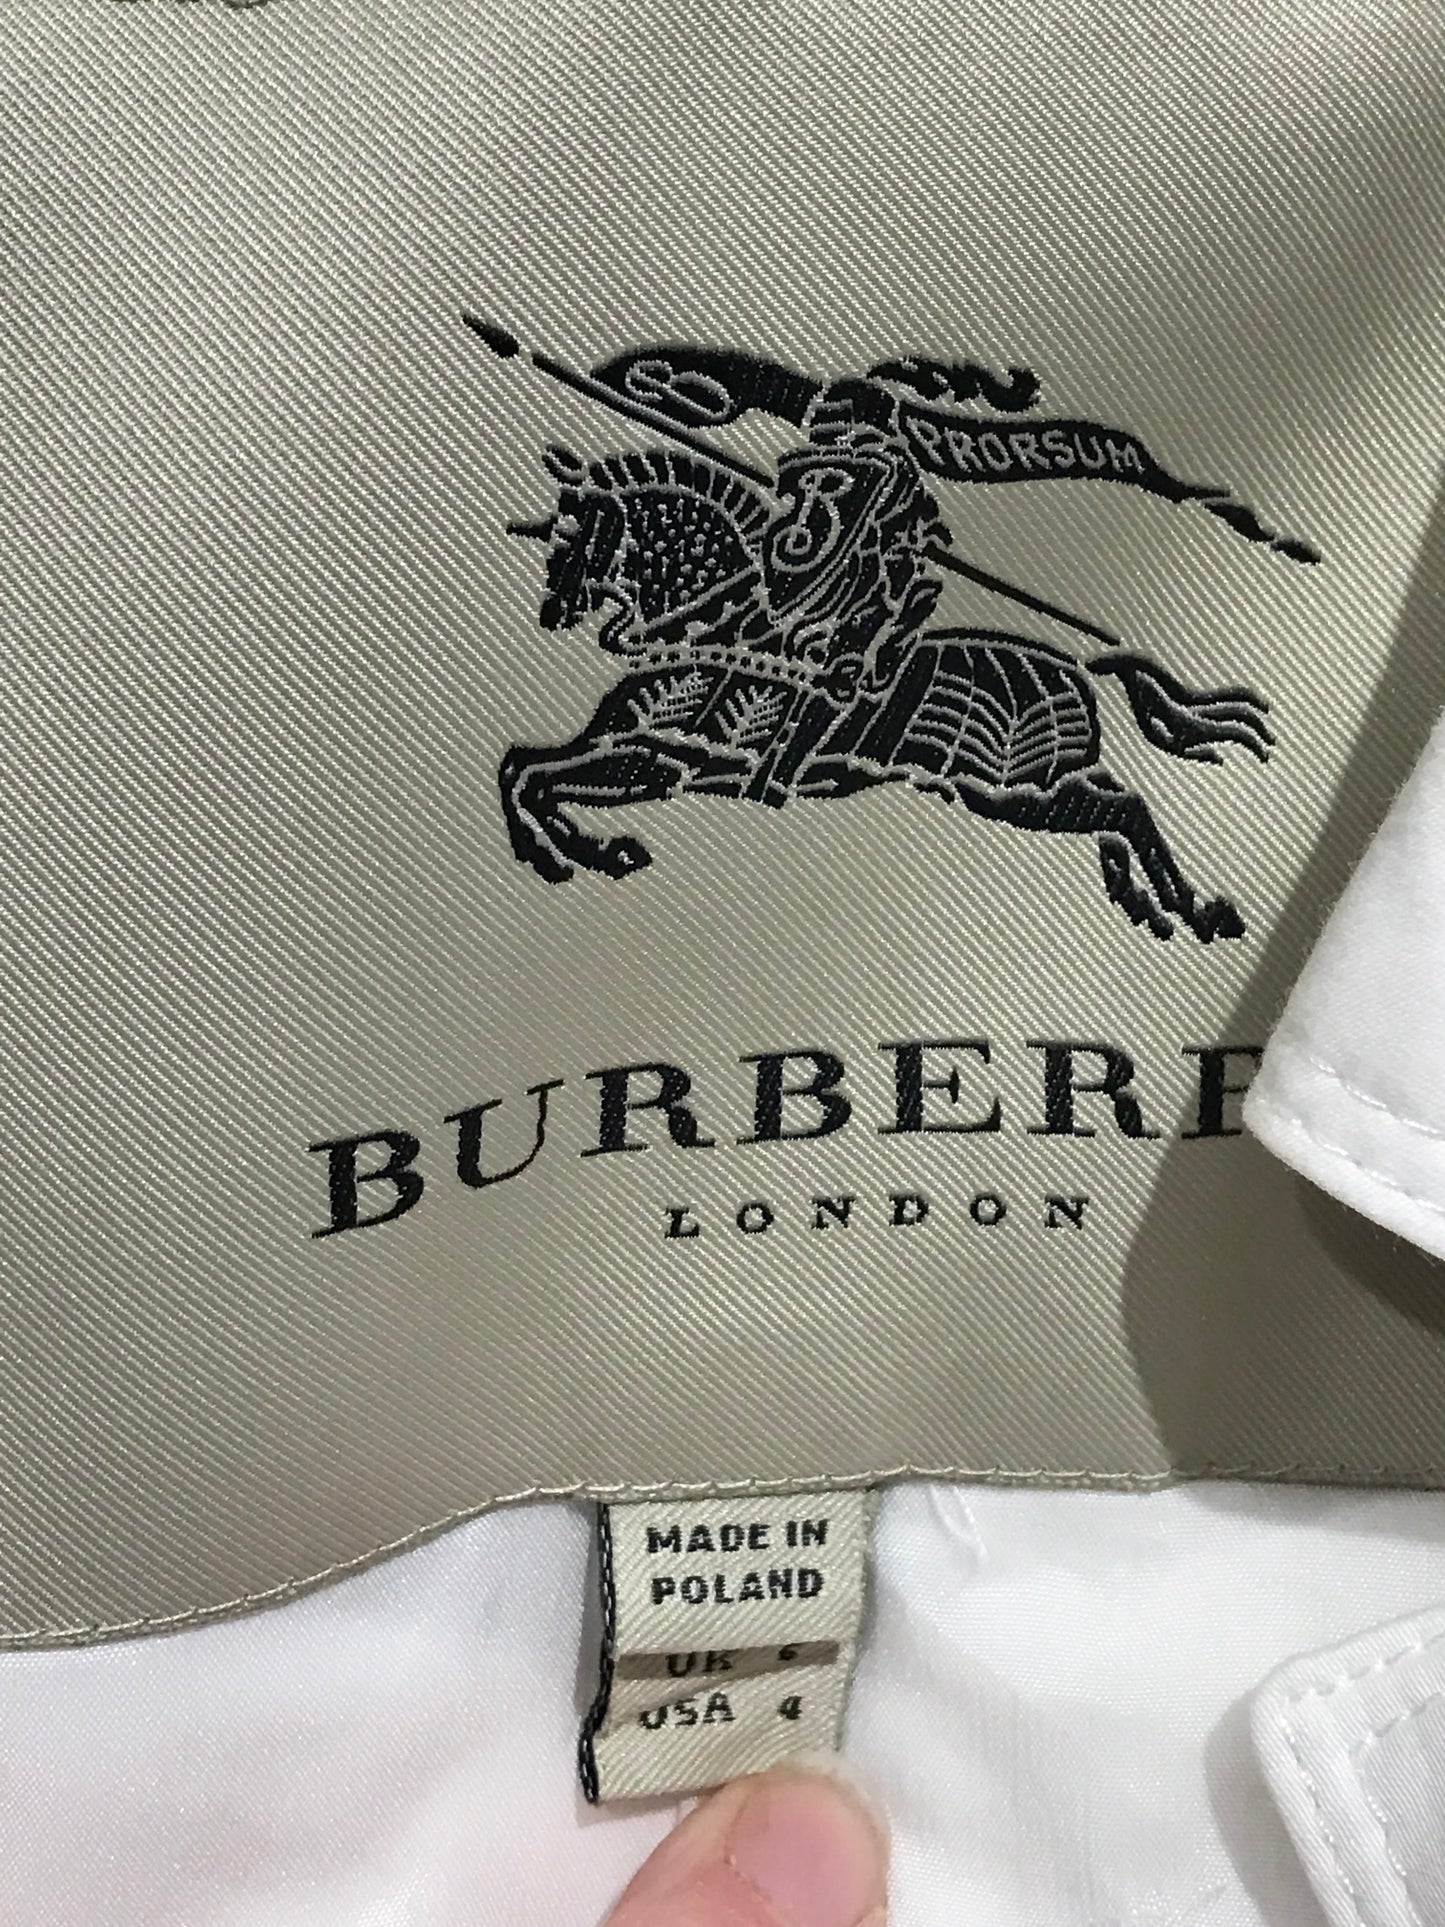 PRORSUM
B
BURBERR
LONDON
MADE IN
POLAND
UK 6
USA 4